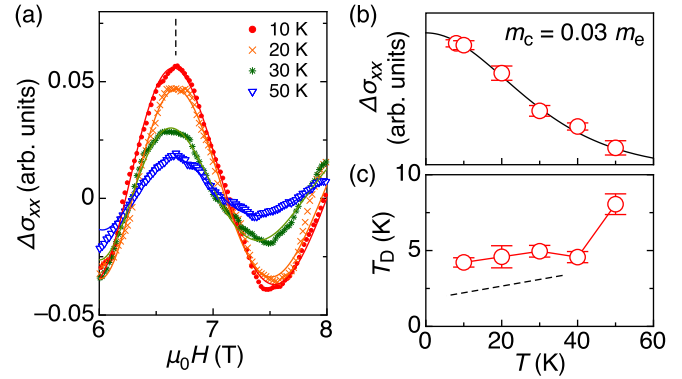 (a)
10 K
20 K
30 K
50 K
0.05
0
−0.05
Δσxx (arb. units)
6
7
8
μ0H (T)
(b)
mc = 0.03 me
Δσxx
(arb. units)
(c)
10
5
0
TD (K)
0
20
40
60
T (K)